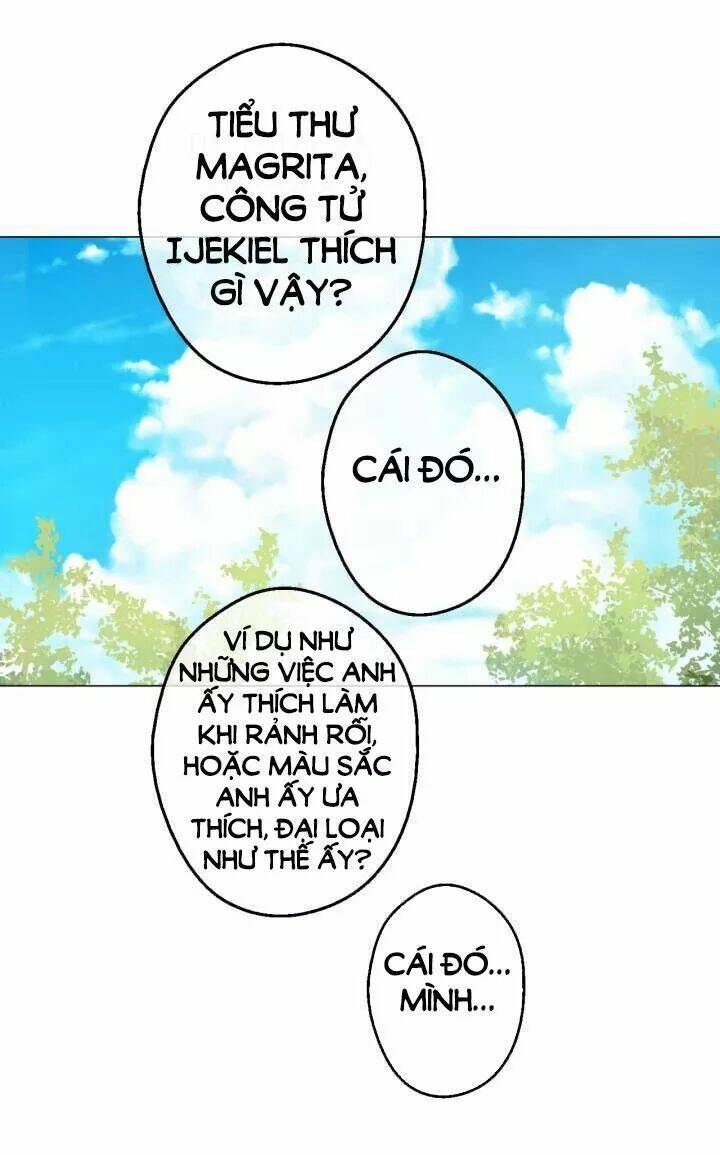 TIỂU THƯ
MAGRITA,
CÔNG TỬ
IJEKIEL THÍCH
GÌ VẬY?
CÁI ĐÓ...
VÍ DỤ NHƯ
NHỮNG VIỆC ANH
ẤY THÍCH LÀM
KHI RẢNH RỖI,
HOẶC MÀU SẮC
ANH ẤY ƯA
THÍCH, ĐẠI LOẠI
NHƯ THẾ ẤY?
CÁI ĐÓ...
MÌNH...